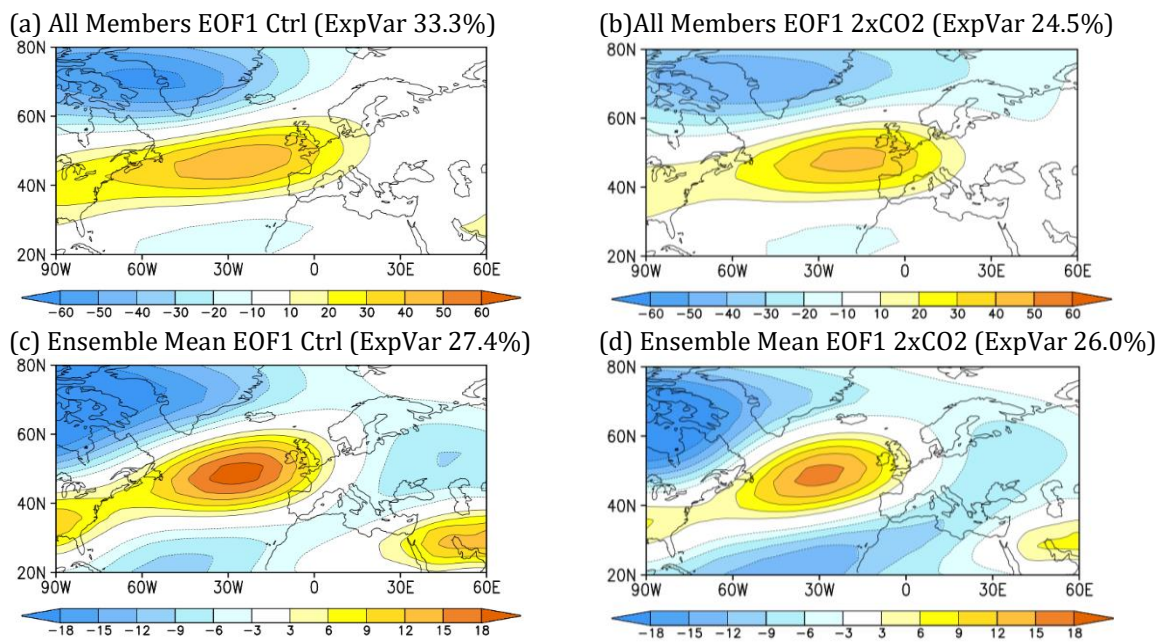 (a) All Members EOF1 Ctrl (ExpVar 33.3%)
80N
60N
40N
20N
90W 60W 30W 0 30E 60E
−60 −50 −40 −30 −20 −10 10 20 30 40 50 60
(b)All Members EOF1 2xCO2 (ExpVar 24.5%)
80N
60N
40N
20N
90W 60W 30W 0 30E 60E
−60 −50 −40 −30 −20 −10 10 20 30 40 50 60
(c) Ensemble Mean EOF1 Ctrl (ExpVar 27.4%)
80N
60N
40N
20N
90W 60W 30W 0 30E 60E
−18 −15 −12 −9 −6 −3 3 6 9 12 15 18
(d) Ensemble Mean EOF1 2xCO2 (ExpVar 26.0%)
80N
60N
40N
20N
90W 60W 30W 0 30E 60E
−18 −15 −12 −9 −6 −3 3 6 9 12 15 18